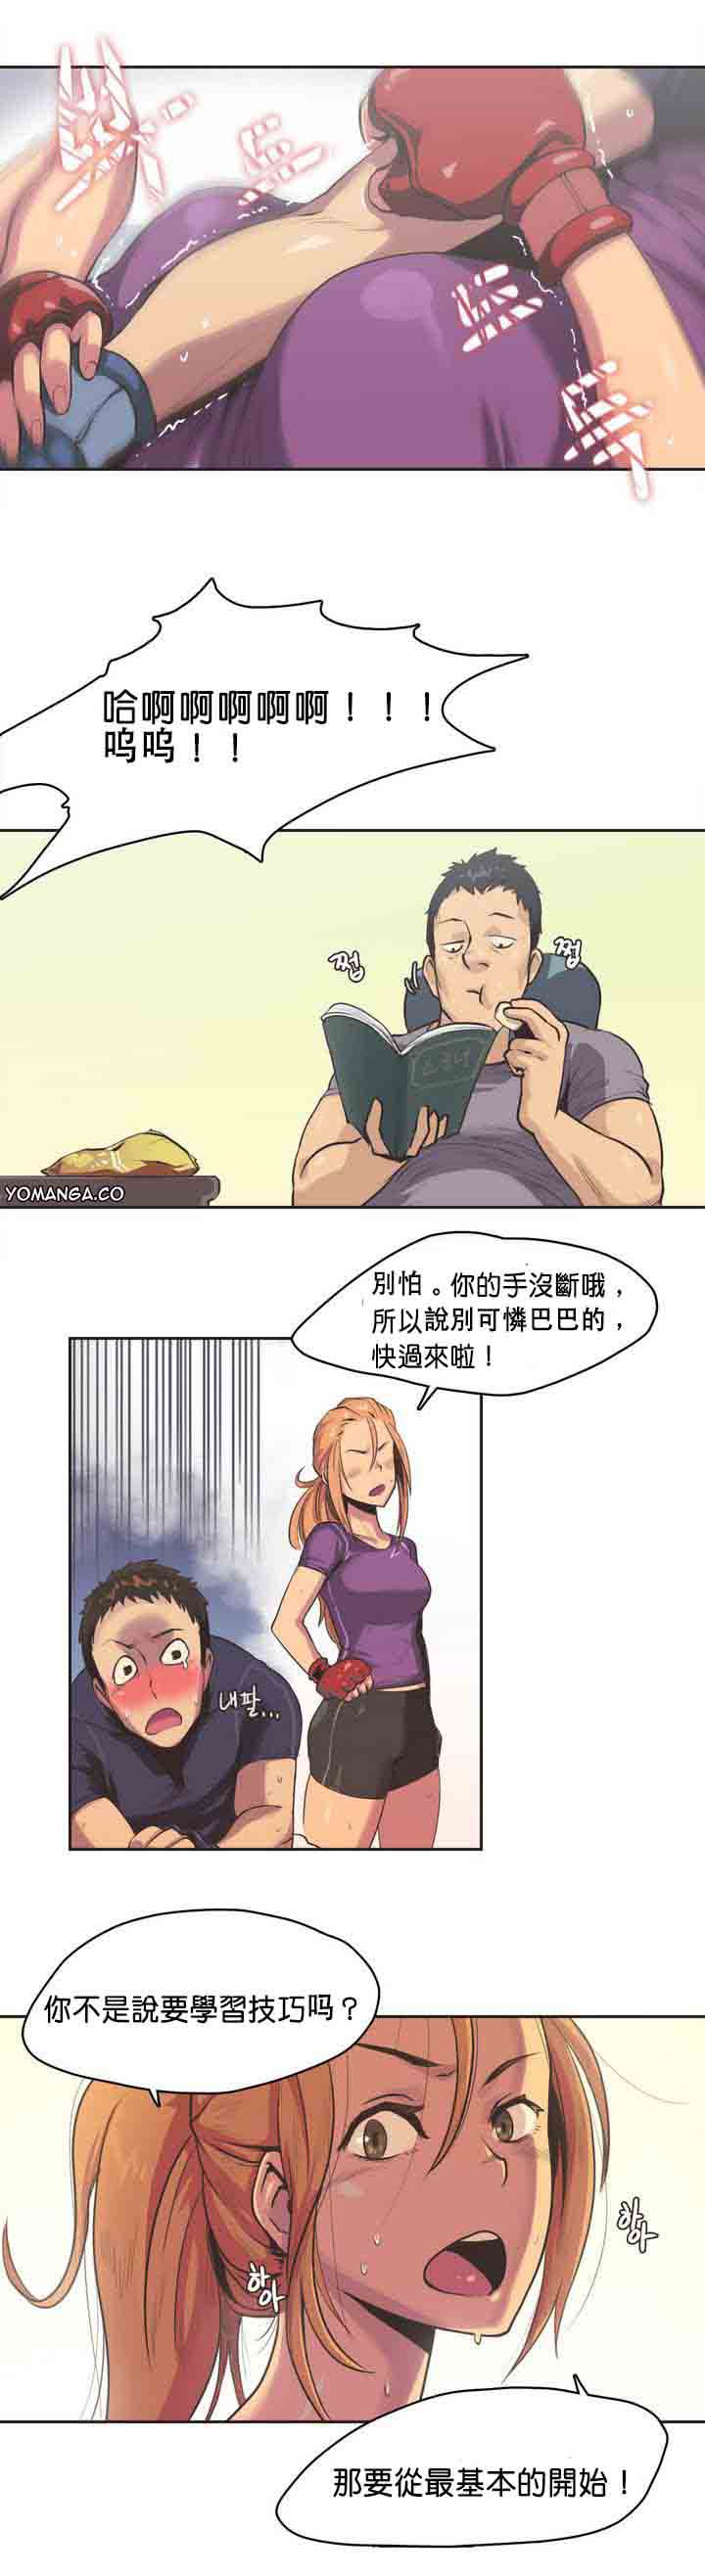 哈啊啊啊啊啊！！！
呜呜！！
쩝
쩝
YOMANGA.CO
別怕。你的手沒斷哦，
所以說別可憐巴巴的，
快過來啦！
내팔...
你不是說要學習技巧吗？
하아
하아
那要從最基本的開始！